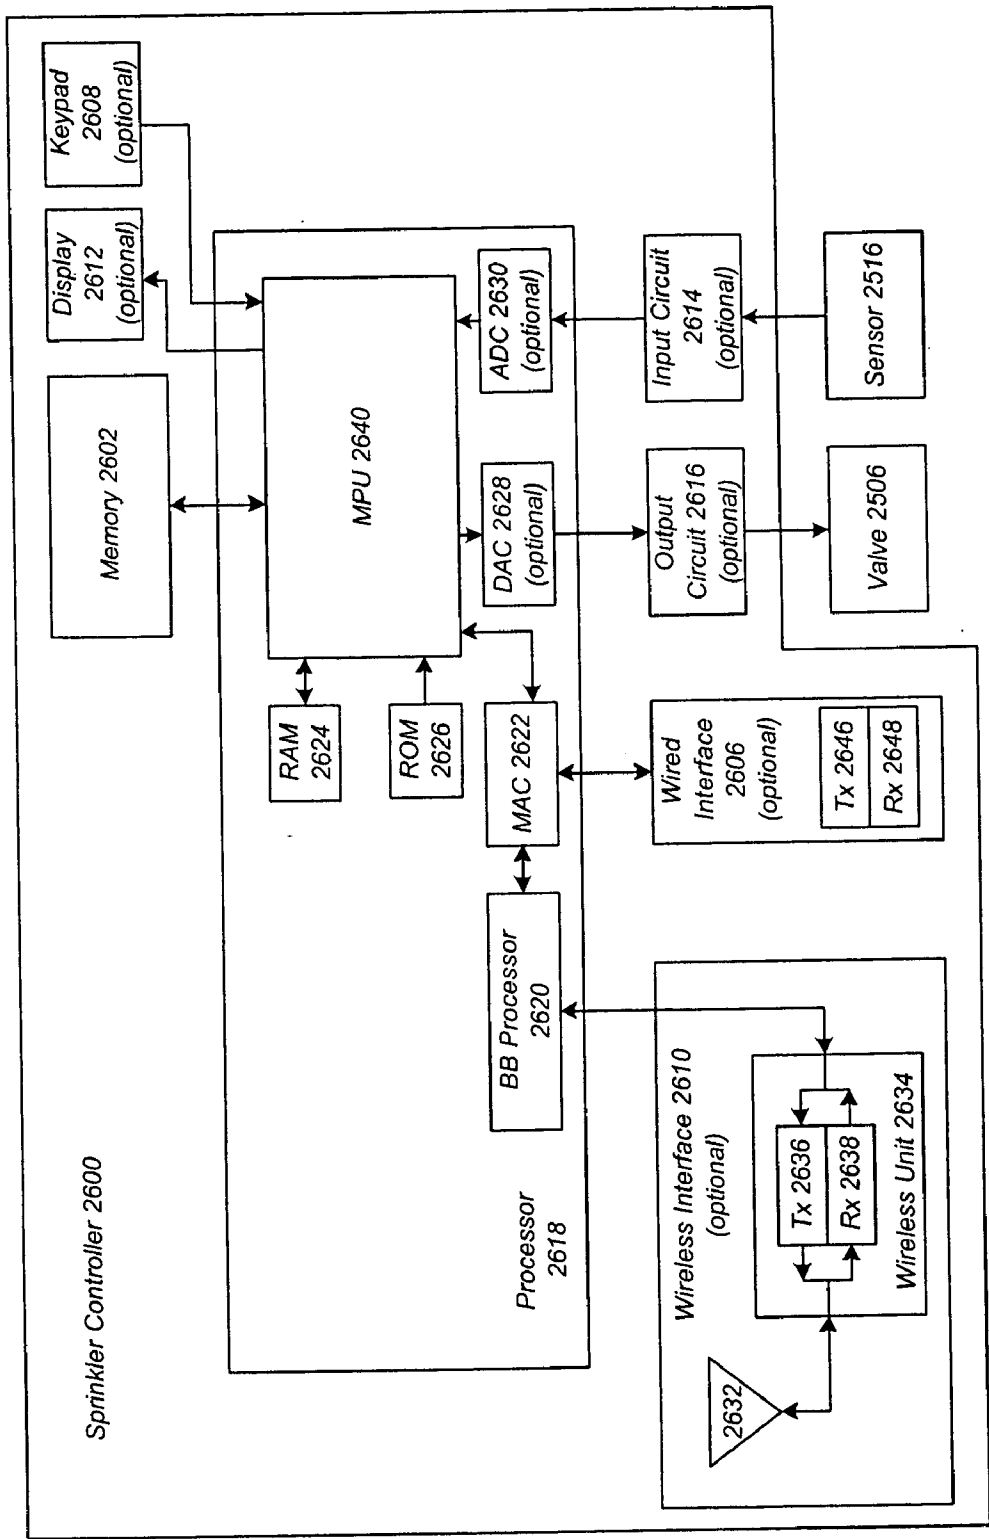 Sprinkler Controller 2600
Memory 2602
Display
2612
(optional)
Keypad
2608
(optional)
Processor
2618
RAM
2624
ROM
2626
MPU 2640
BB Processor
2620
MAC 2622
DAC 2628
(optional)
ADC 2630
(optional)
Wireless Interface 2610
(optional)
2632
Tx 2636
Rx 2638
Wireless Unit 2634
Wired
Interface
2606
(optional)
Tx 2646
Rx 2648
Output
Circuit 2616
(optional)
Input Circuit
2614
(optional)
Valve 2506
Sensor 2516